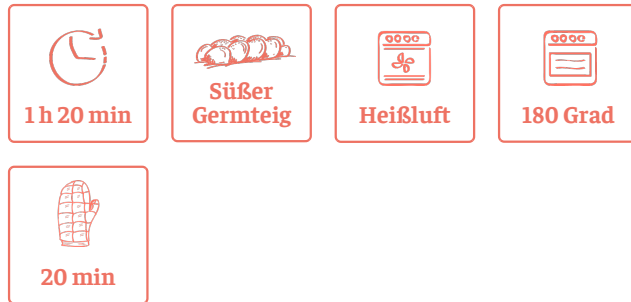 1 h 20 min
Süßer
Germteig
Heißluft
180 Grad
20 min